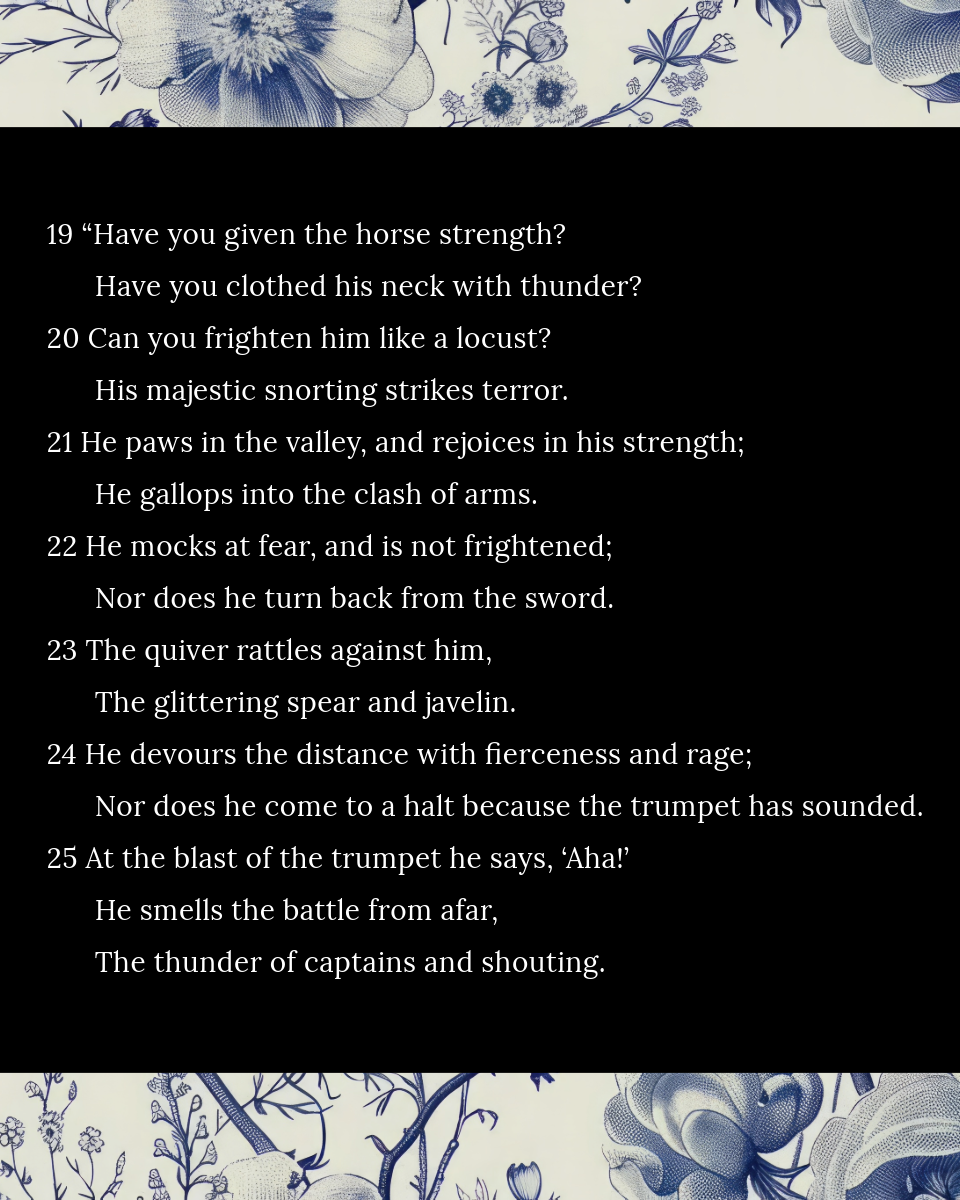 19 “Have you given the horse strength?
Have you clothed his neck with thunder?
20 Can you frighten him like a locust?
His majestic snorting strikes terror.
21 He paws in the valley, and rejoices in his strength;
He gallops into the clash of arms.
22 He mocks at fear, and is not frightened;
Nor does he turn back from the sword.
23 The quiver rattles against him,
The glittering spear and javelin.
24 He devours the distance with fierceness and rage;
Nor does he come to a halt because the trumpet has sounded.
25 At the blast of the trumpet he says, ‘Aha!’
He smells the battle from afar,
The thunder of captains and shouting.